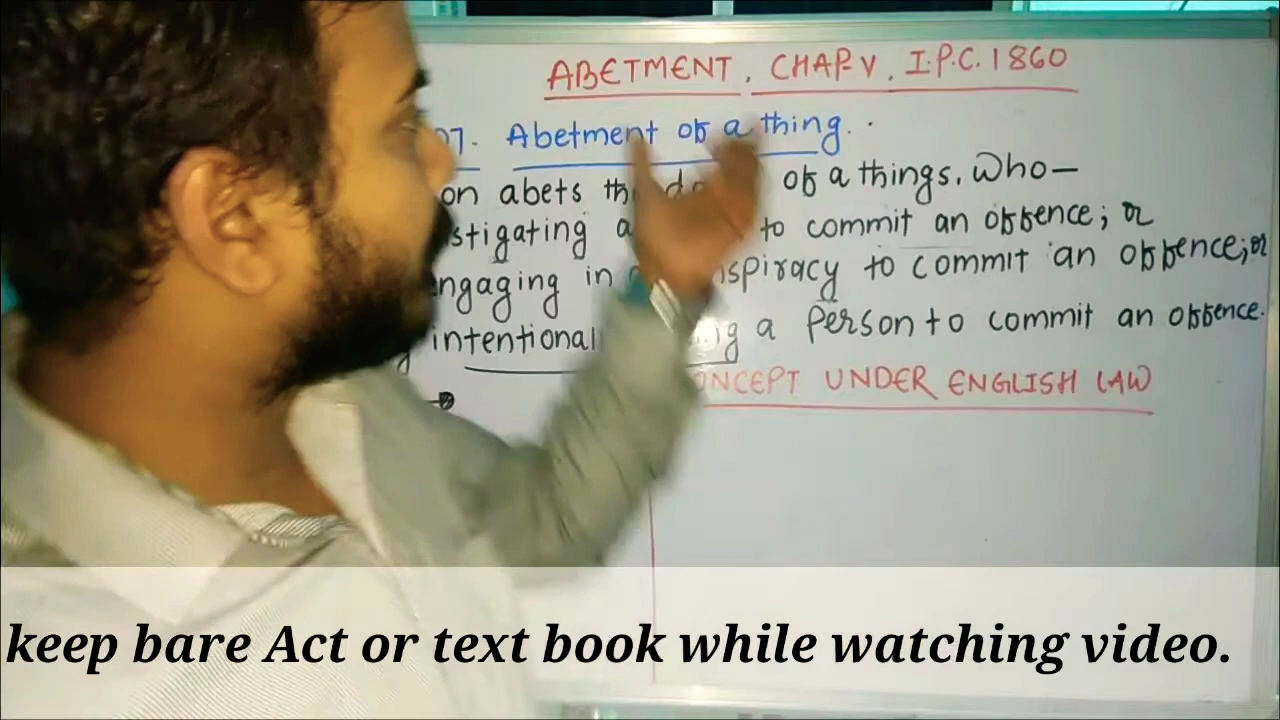 ABETMENT. CHAP-V. I.P.C. 1860
07. Abetment of a thing.
on abets of a things. Who—
stigating to commit an offence; or
ngaging in nspiracy to commit an offence; or
intentional a Person to commit an offence.
ONCEPT UNDER ENGLISH LAW
keep bare Act or text book while watching video.